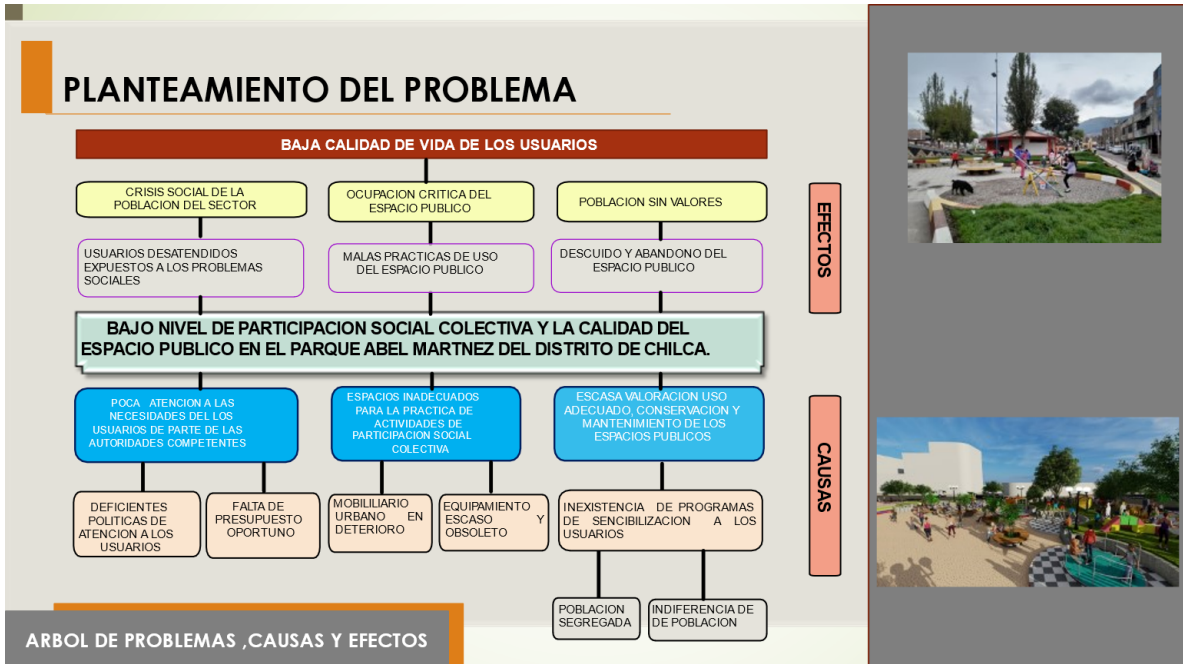 PLANTEAMIENTO DEL PROBLEMA
BAJA CALIDAD DE VIDA DE LOS USUARIOS
CRISIS SOCIAL DE LA
POBLACION DEL SECTOR
OCUPACION CRITICA DEL
ESPACIO PUBLICO
POBLACION SIN VALORES
USUARIOS DESATENDIDOS
EXPUESTOS A LOS PROBLEMAS
SOCIALES
MALAS PRACTICAS DE USO
DEL ESPACIO PUBLICO
DESCUIDO Y ABANDONO DEL
ESPACIO PUBLICO
EFECTOS
BAJO NIVEL DE PARTICIPACION SOCIAL COLECTIVA Y LA CALIDAD DEL
ESPACIO PUBLICO EN EL PARQUE ABEL MARTNEZ DEL DISTRITO DE CHILCA.
POCA ATENCION A LAS
NECESIDADES DEL LOS
USUARIOS DE PARTE DE LAS
AUTORIDADES COMPETENTES
ESPACIOS INADECUADOS
PARA LA PRACTICA DE
ACTIVIDADES DE
PARTICIPACION SOCIAL
COLECTIVA
ESCASA VALORACION USO
ADECUADO, CONSERVACION Y
MANTENIMIENTO DE LOS
ESPACIOS PUBLICOS
CAUSAS
DEFICIENTES
POLITICAS DE
ATENCION A LOS
USUARIOS
FALTA DE
PRESUPUESTO
OPORTUNO
MOBILILIARIO
URBANO EN
DETERIORO
EQUIPAMIENTO
ESCASO Y
OBSOLETO
INEXISTENCIA DE PROGRAMAS
DE SENCIBILIZACION A LOS
USUARIOS
POBLACION
SEGREGADA
INDIFERENCIA DE
DE POBLACION
ARBOL DE PROBLEMAS ,CAUSAS Y EFECTOS